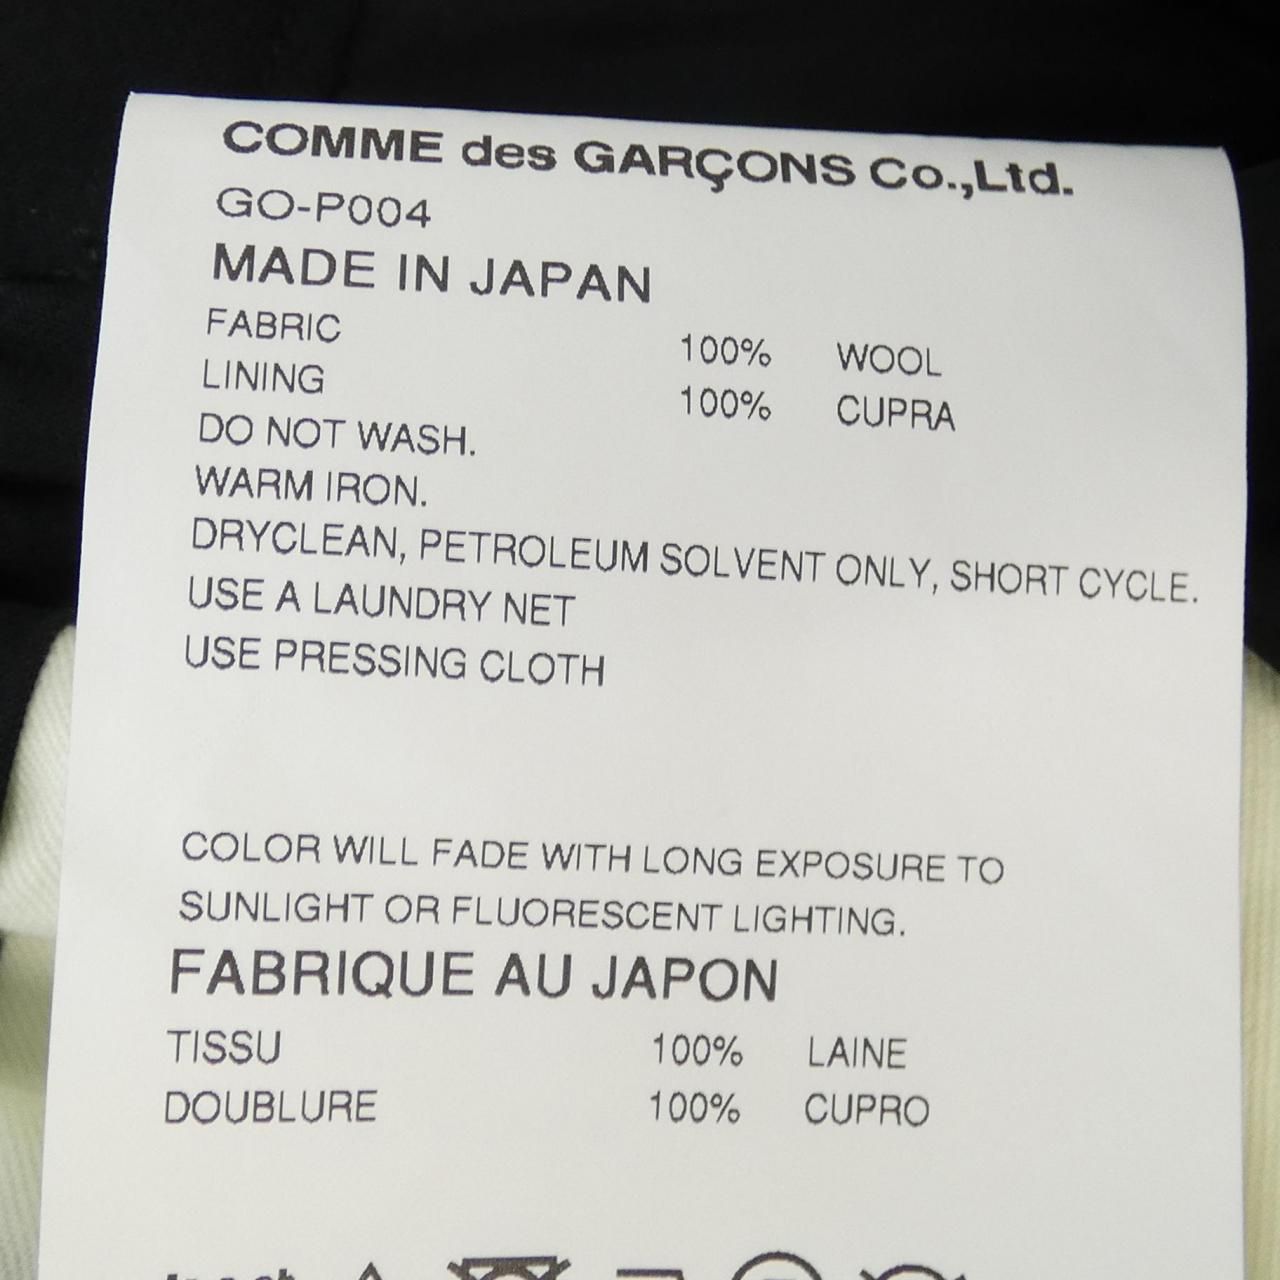 COMME des GARÇONS Co.,Ltd.
GO-P004
MADE IN JAPAN
FABRIC 100% WOOL
LINING 100% CUPRA
DO NOT WASH.
WARM IRON.
DRYCLEAN, PETROLEUM SOLVENT ONLY, SHORT CYCLE.
USE A LAUNDRY NET
USE PRESSING CLOTH
COLOR WILL FADE WITH LONG EXPOSURE TO
SUNLIGHT OR FLUORESCENT LIGHTING.
FABRIQUE AU JAPON
TISSU 100% LAINE
DOUBLURE 100% CUPRO